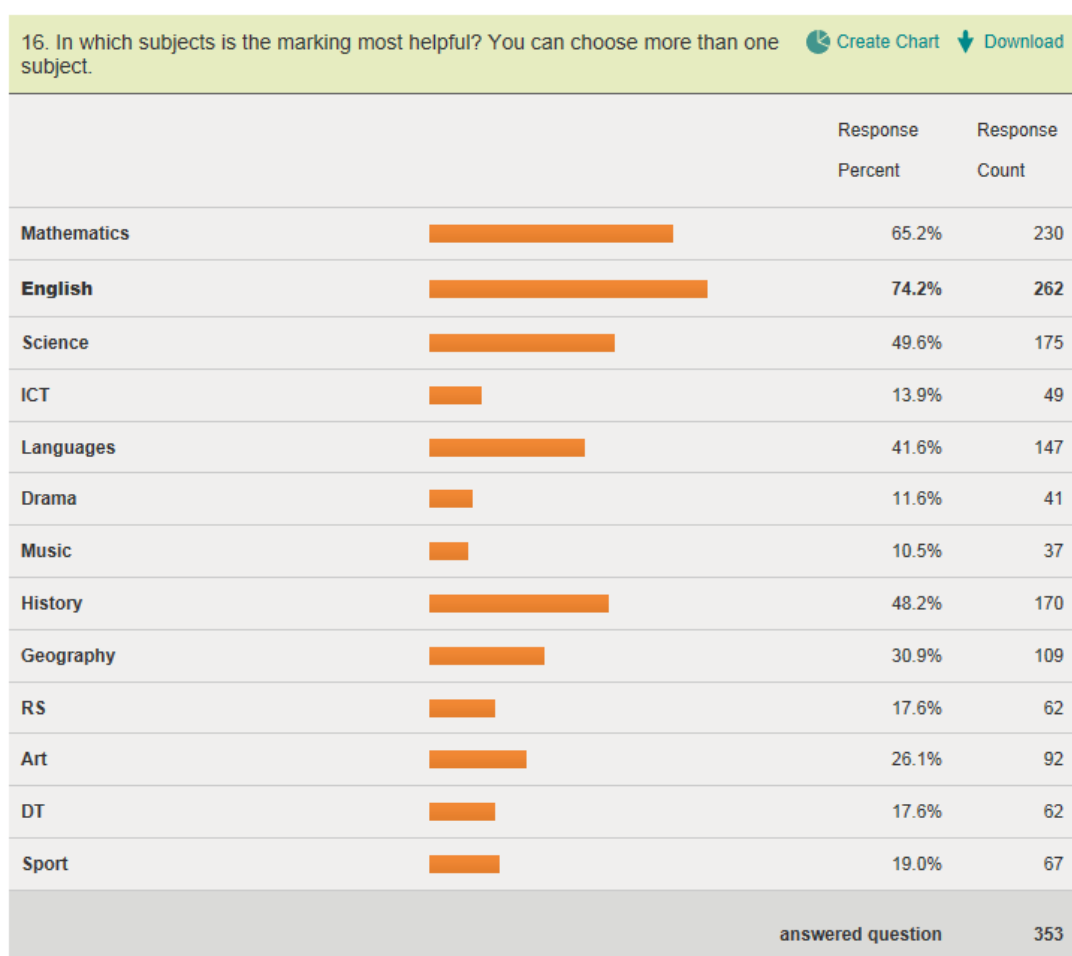 16. In which subjects is the marking most helpful? You can choose more than one
subject.
Create Chart Download
Response Response
Percent Count
Mathematics 65.2% 230
English 74.2% 262
Science 49.6% 175
ICT 13.9% 49
Languages 41.6% 147
Drama 11.6% 41
Music 10.5% 37
History 48.2% 170
Geography 30.9% 109
RS 17.6% 62
Art 26.1% 92
DT 17.6% 62
Sport 19.0% 67
answered question 353